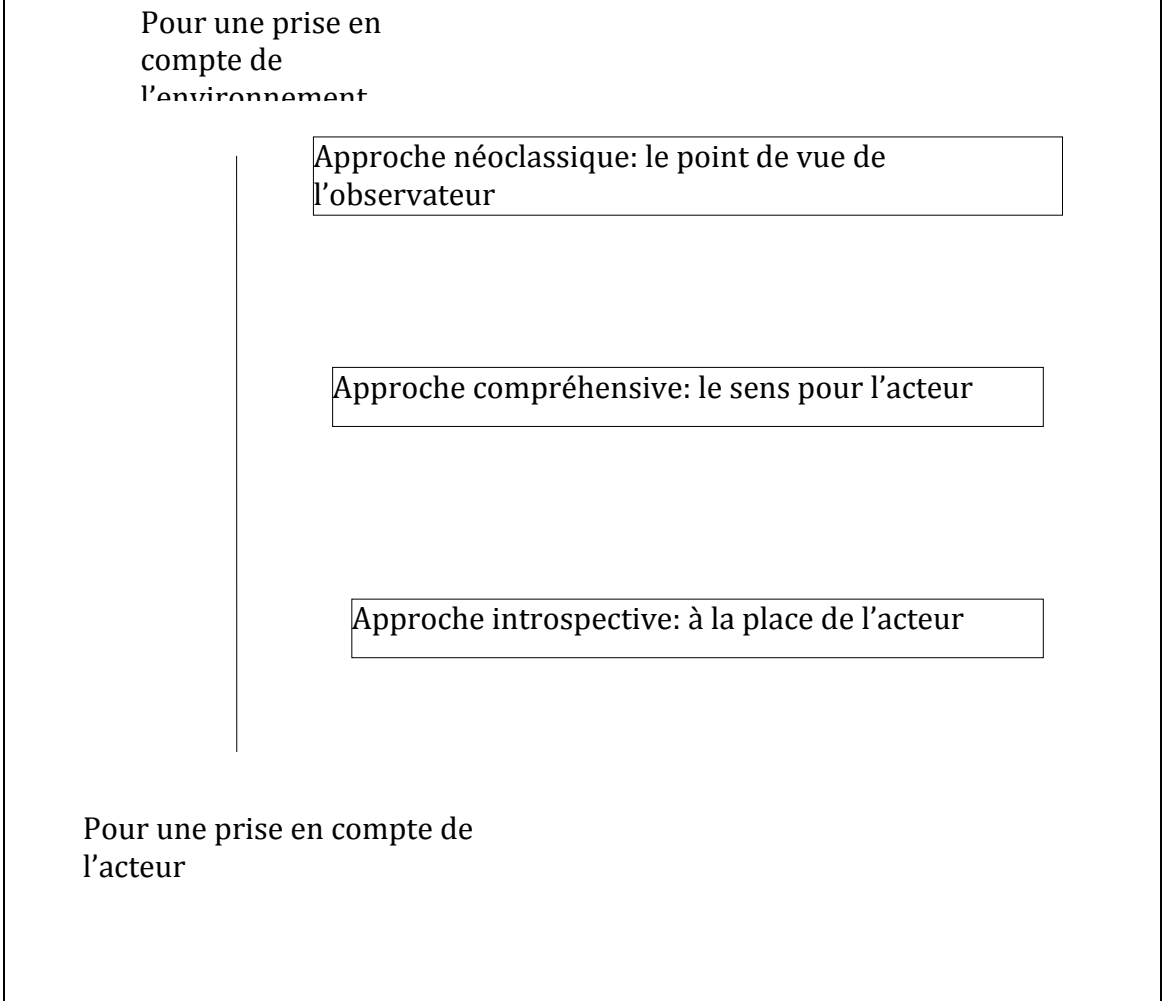 Pour une prise en
compte de
l’environnement
Approche néoclassique: le point de vue de
l’observateur
Approche compréhensive: le sens pour l’acteur
Approche introspective: à la place de l’acteur
Pour une prise en compte de
l’acteur